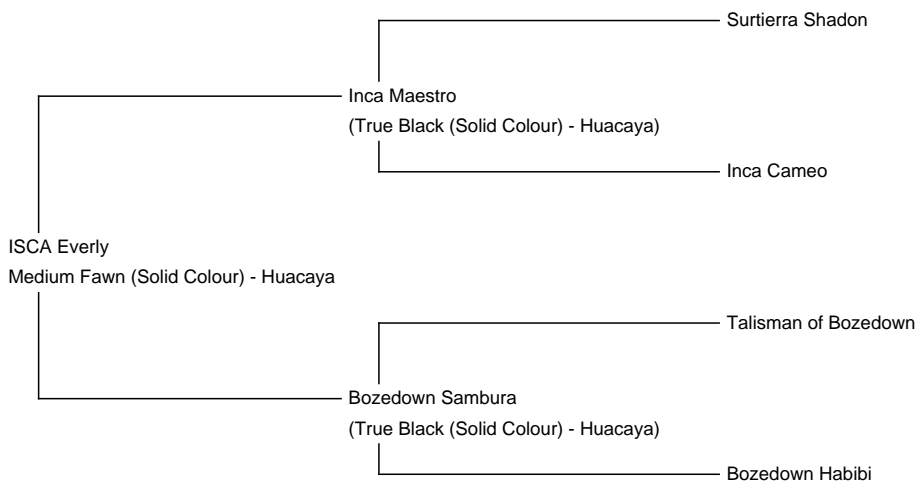 Surtierra Shadon
Inca Maestro
(True Black (Solid Colour) - Huacaya)
Inca Cameo
ISCA Everly
Medium Fawn (Solid Colour) - Huacaya
Talisman of Bozedown
Bozedown Sambura
(True Black (Solid Colour) - Huacaya)
Bozedown Habibi